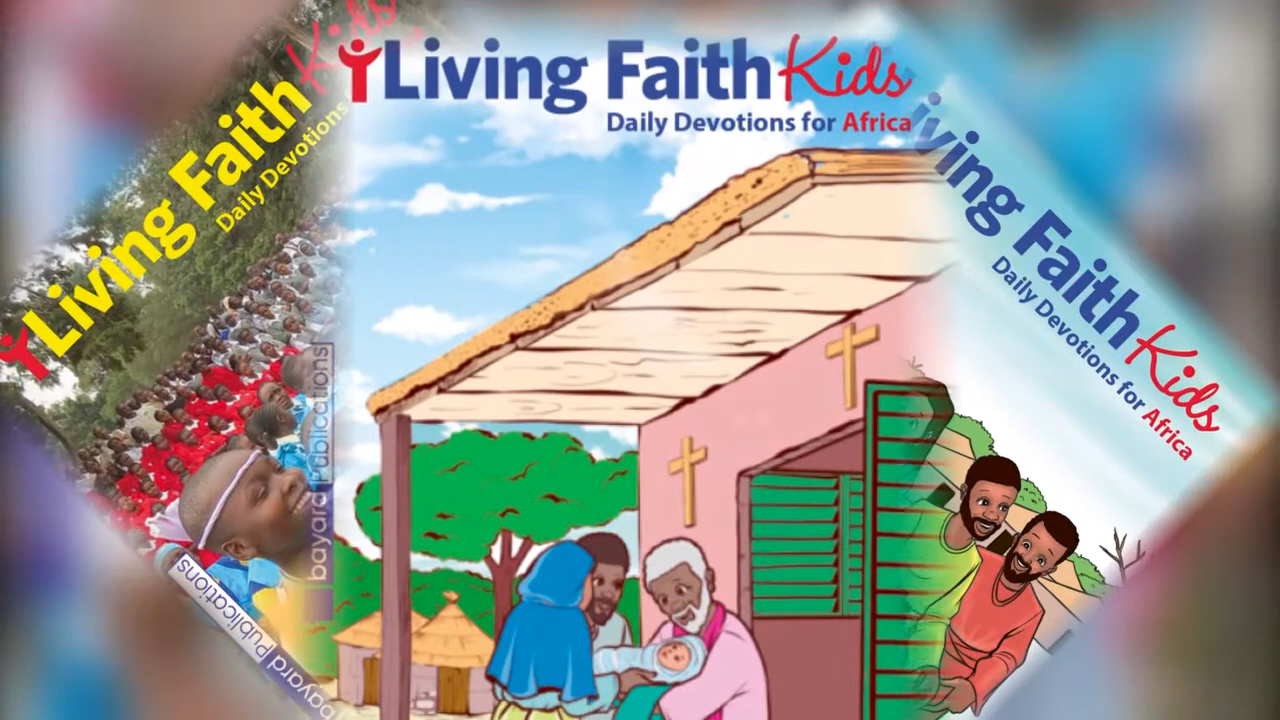 Living Faith Kids
Daily Devotions for Africa
Living Faith Kids
Daily Devotions
bayard Publications
bayard Publications
iving Faith Kids
Daily Devotions for Africa